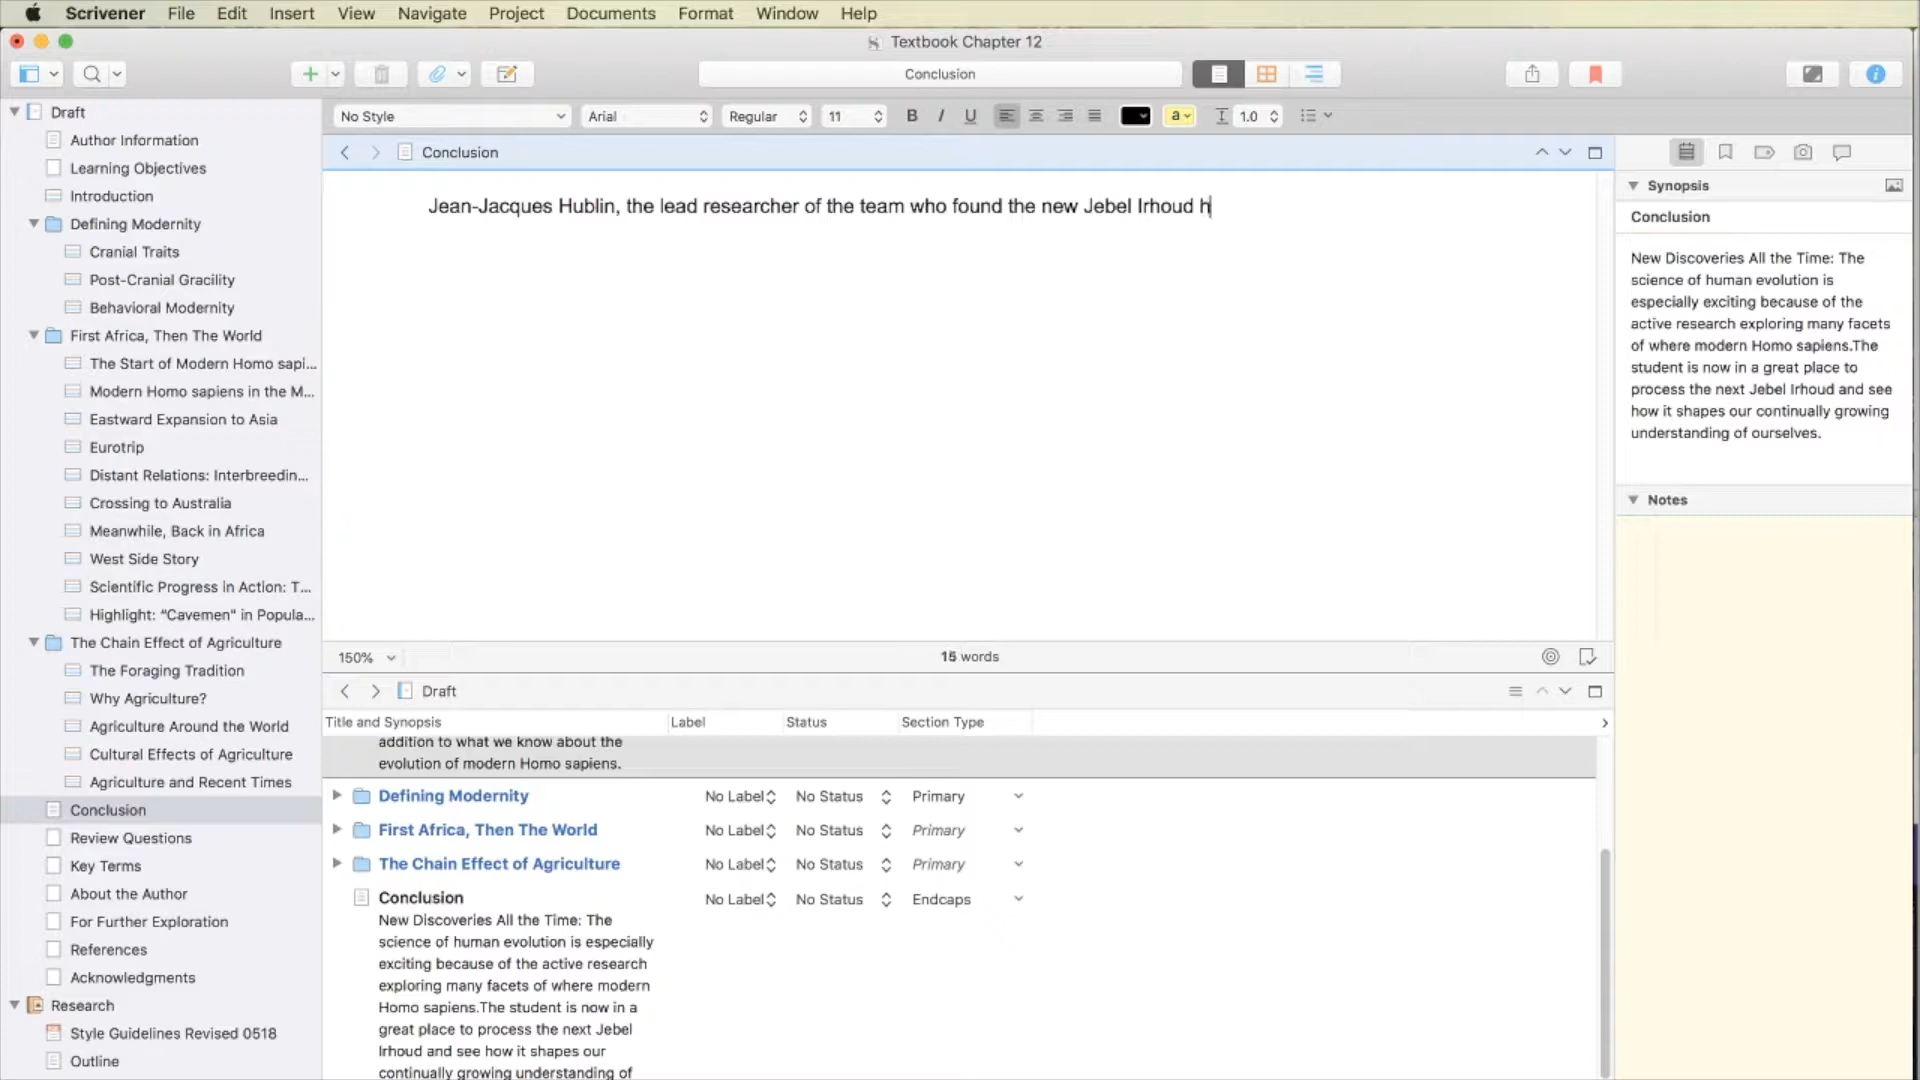 Scrivener File Edit Insert View Navigate Project Documents Format Window Help
Textbook Chapter 12
Conclusion
No Style Arial Regular 11 B I U a 1.0
Draft
Author Information
Learning Objectives
Introduction
Defining Modernity
Cranial Traits
Post-Cranial Gracility
Behavioral Modernity
First Africa, Then The World
The Start of Modern Homo sapi...
Modern Homo sapiens in the M...
Eastward Expansion to Asia
Eurotrip
Distant Relations: Interbreedin...
Crossing to Australia
Meanwhile, Back in Africa
West Side Story
Scientific Progress in Action: T...
Highlight: “Cavemen” in Popula...
The Chain Effect of Agriculture
The Foraging Tradition
Why Agriculture?
Agriculture Around the World
Cultural Effects of Agriculture
Agriculture and Recent Times
Conclusion
Review Questions
Key Terms
About the Author
For Further Exploration
References
Acknowledgments
Research
Style Guidelines Revised 0518
Outline
Conclusion
Jean-Jacques Hublin, the lead researcher of the team who found the new Jebel Irhoud h
150% words
Draft
Title and Synopsis Label Status Section Type
addition to what we know about the
evolution of modern Homo sapiens.
Defining Modernity No Label No Status Primary
First Africa, Then The World No Label No Status Primary
The Chain Effect of Agriculture No Label No Status Primary
Conclusion No Label No Status Endcaps
New Discoveries All the Time: The
science of human evolution is especially
exciting because of the active research
exploring many facets of where modern
Homo sapiens.The student is now in a
great place to process the next Jebel
Irhoud and see how it shapes our
continually growing understanding of
Synopsis
Conclusion
New Discoveries All the Time: The
science of human evolution is
especially exciting because of the
active research exploring many facets
of where modern Homo sapiens.The
student is now in a great place to
process the next Jebel Irhoud and see
how it shapes our continually growing
understanding of ourselves.
Notes